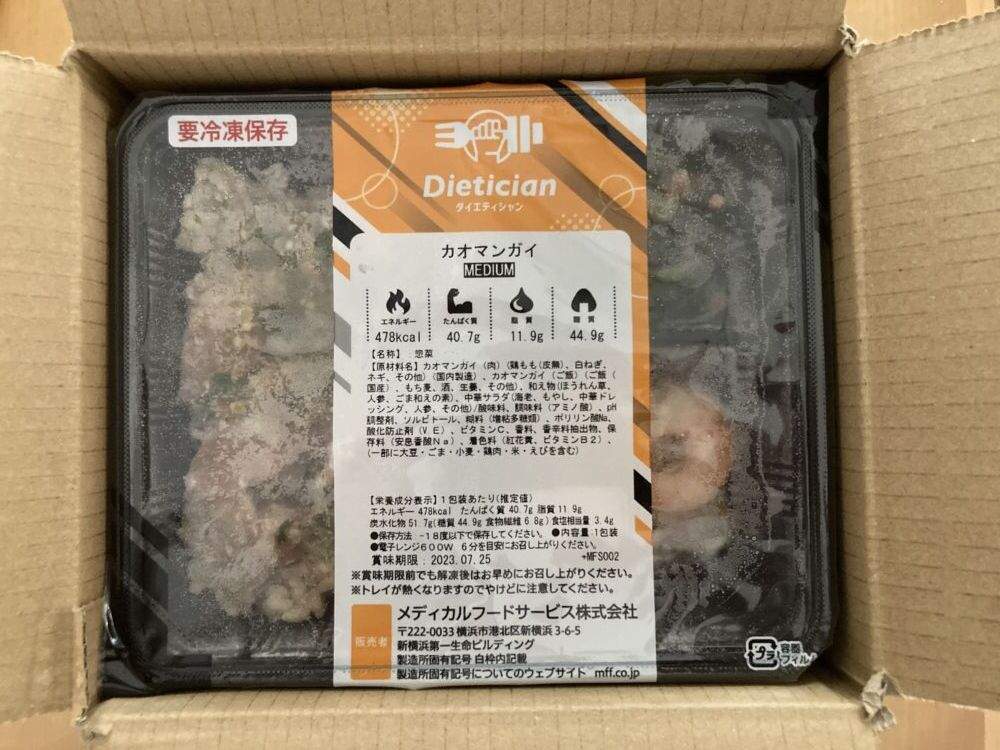 要冷凍保存
Dietician
ダイエティシャン
カオマンガイ
MEDIUM
エネルギー たんぱく質 脂質 糖質
478kcal 40.7g 11.9g 44.9g
【名称】 惣菜
【原材料名】カオマンガイ（肉）（鶏もも(皮無)、白ねぎ、
ネギ、その他)（国内製造）、カオマンガイ（ご飯）（ご飯（
国産）、もち麦、酒、生姜、その他)、和え物(ほうれん草、
人参、ごま和えの素)、中華サラダ(海老、もやし、中華ドレ
ッシング、人参、その他)/酸味料、調味料（アミノ酸）、pH
調整剤、ソルビトール、糊料（増粘多糖類）、ポリリン酸Na、
酸化防止剤（V.E）、ビタミンC、香料、香辛料抽出物、保
存料（安息香酸Na）、着色料（紅花黄、ビタミンB2）、
(一部に大豆・ごま・小麦・鶏肉・米・えびを含む)
【栄養成分表示】1包装あたり(推定値)
エネルギー 478kcal たんぱく質 40.7g 脂質 11.9g
炭水化物 51.7g(糖質 44.9g 食物繊維 6.8g) 食塩相当量 3.4g
●保存方法 -18度以下で保存してください。 ●内容量 1包装
●電子レンジ600W 6分を目安にお召し上がりください。
賞味期限：2023.07.25 +MFS002
※賞味期限前でも解凍後はお早めにお召し上がりください。
※トレイが熱くなりますのでやけどに注意してください。
販売者
メディカルフードサービス株式会社
〒222-0033 横浜市港北区新横浜 3-6-5
新横浜第一生命ビルディング
製造所固有記号 白枠内記載
製造所固有記号についてのウェブサイト mff.co.jp
プラ 容器
フィルム